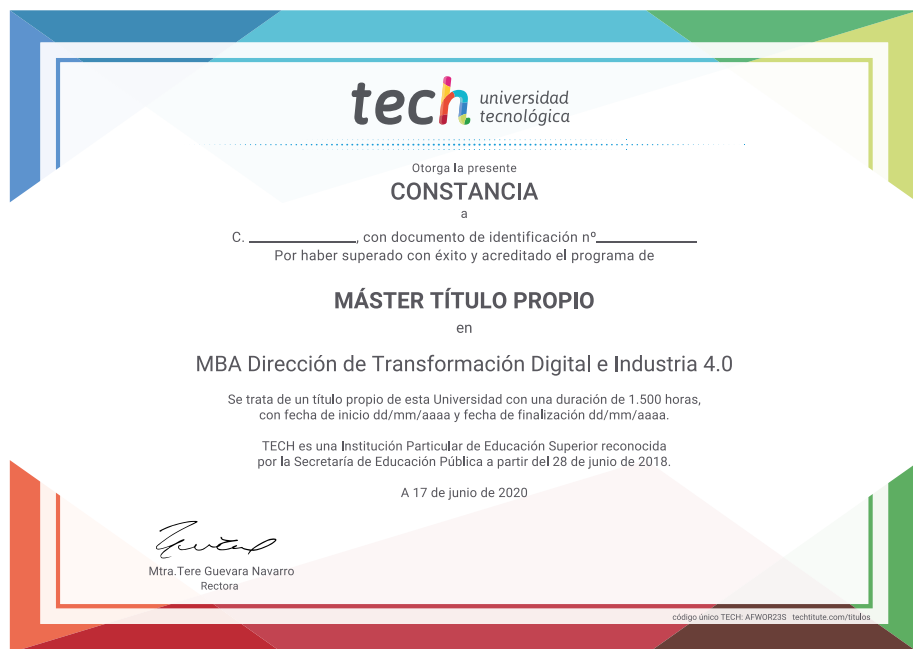 tech universidad
tecnológica
Otorga la presente
CONSTANCIA
a
C. ____________, con documento de identificación nº____________
Por haber superado con éxito y acreditado el programa de
MÁSTER TÍTULO PROPIO
en
MBA Dirección de Transformación Digital e Industria 4.0
Se trata de un título propio de esta Universidad con una duración de 1.500 horas,
con fecha de inicio dd/mm/aaaa y fecha de finalización dd/mm/aaaa.
TECH es una Institución Particular de Educación Superior reconocida
por la Secretaría de Educación Pública a partir del 28 de junio de 2018.
A 17 de junio de 2020
Mtra.Tere Guevara Navarro
Rectora
código único TECH: AFWOR23S techtitute.com/titulos